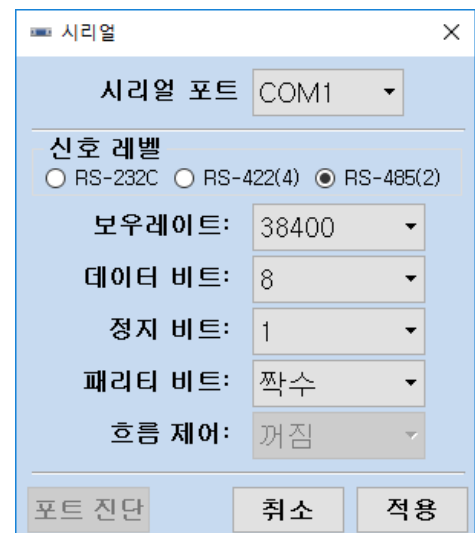 시리얼
시리얼 포트 COM1
신호 레벨
RS-232C RS-422(4) RS-485(2)
보우레이트: 38400
데이터 비트: 8
정지 비트: 1
패리티 비트: 짝수
흐름 제어: 꺼짐
포트 진단 취소 적용